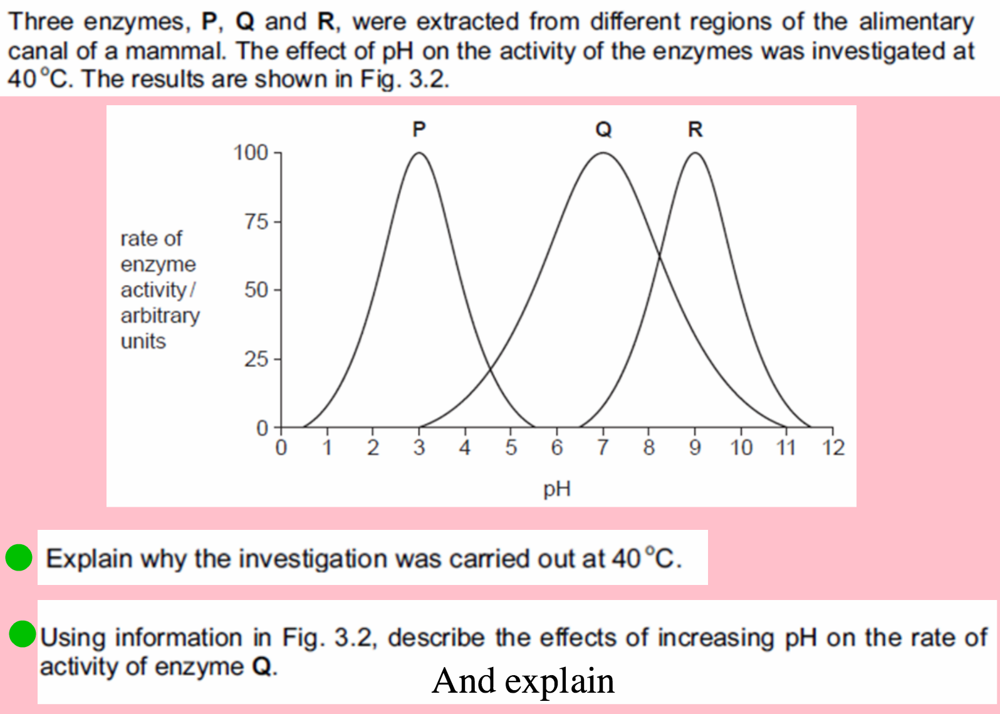 Three enzymes, P, Q and R, were extracted from different regions of the alimentary
canal of a mammal. The effect of pH on the activity of the enzymes was investigated at
40 °C. The results are shown in Fig. 3.2.
P Q R
100
75
50
25
0
rate of
enzyme
activity/
arbitrary
units
0 1 2 3 4 5 6 7 8 9 10 11 12
pH
Explain why the investigation was carried out at 40 °C.
Using information in Fig. 3.2, describe the effects of increasing pH on the rate of
activity of enzyme Q.
And explain